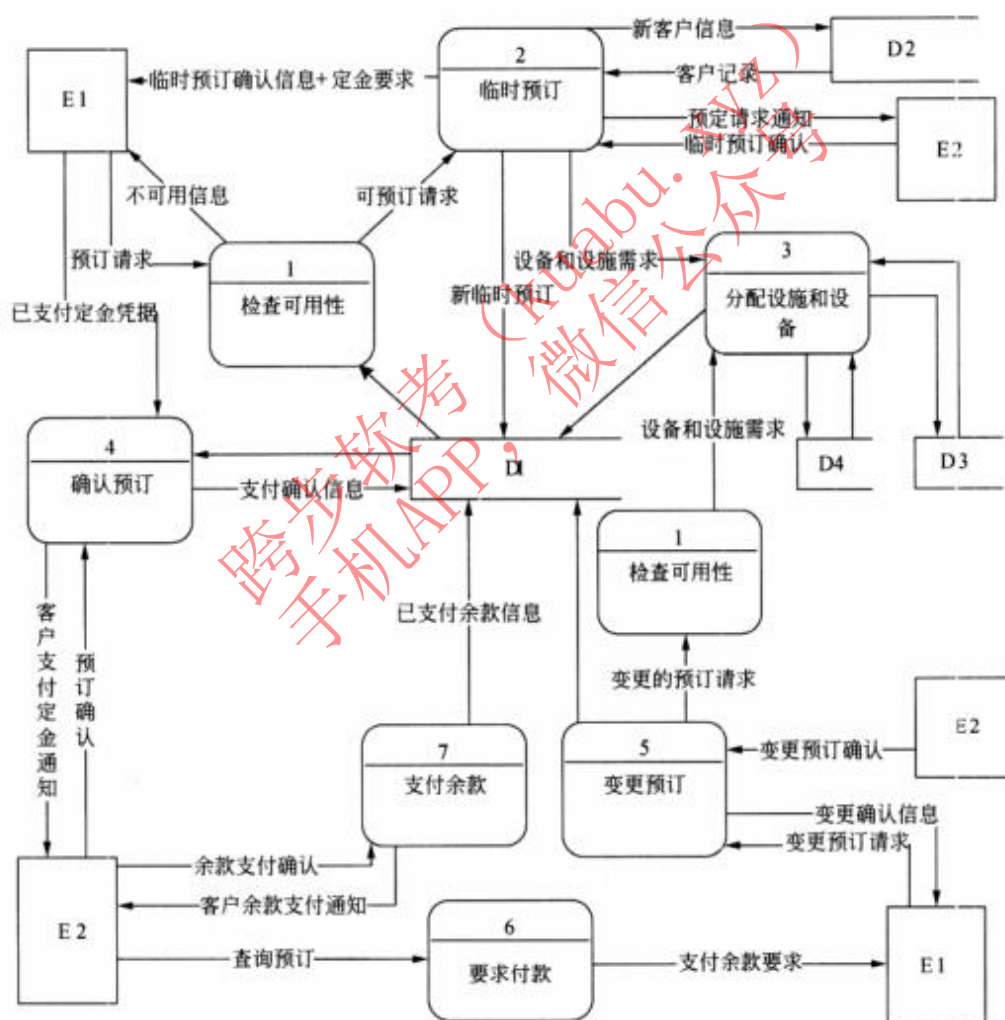 新客户信息
D2
2
临时预订
E1
临时预订确认信息+定金要求
客户记录
预定请求通知
E2
临时预订确认
不可用信息
可预订请求
预订请求
1
检查可用性
设备和设施需求
3
分配设施和设备
新临时预订
已支付定金凭据
设备和设施需求
4
确认预订
D1
D4
D3
支付确认信息
1
检查可用性
已支付余款信息
客户支付定金通知
预订确认
变更的预订请求
7
支付余款
5
变更预订
变更预订确认
E2
变更确认信息
变更预订请求
余款支付确认
客户余款支付通知
E2
6
要求付款
查询预订
支付余款要求
E1
跨步软考（kuabu.xyz）
手机APP，微信公众号